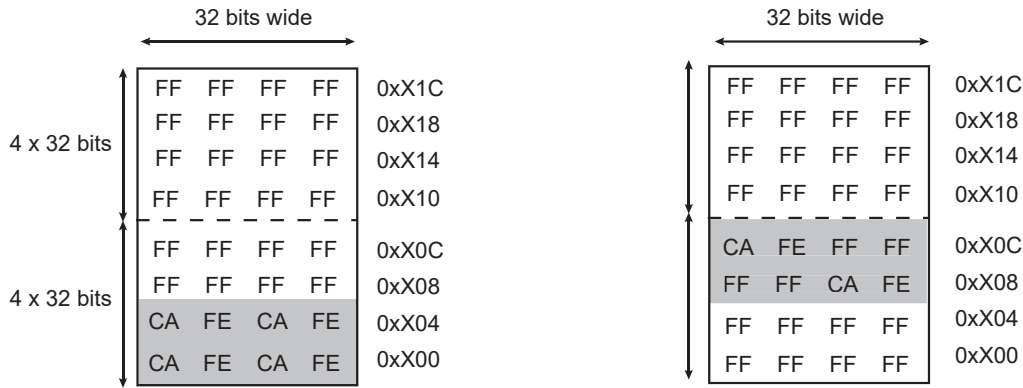 32 bits wide
FF FF FF FF 0xX1C
FF FF FF FF 0xX18
4 x 32 bits
FF FF FF FF 0xX14
FF FF FF FF 0xX10
FF FF FF FF 0xX0C
FF FF FF FF 0xX08
4 x 32 bits
CA FE CA FE 0xX04
CA FE CA FE 0xX00
32 bits wide
FF FF FF FF 0xX1C
FF FF FF FF 0xX18
FF FF FF FF 0xX14
FF FF FF FF 0xX10
CA FE FF FF 0xX0C
FF FF CA FE 0xX08
FF FF FF FF 0xX04
FF FF FF FF 0xX00